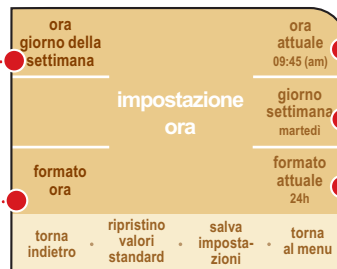 ora
giorno della
settimana
ora
attuale
09:45 (am)
impostazione
ora
giorno
settimana
martedi
formato
ora
formato
attuale
24h
torna
indietro
ripristino
valori
standard
salva
imposta-
zioni
torna
al menu